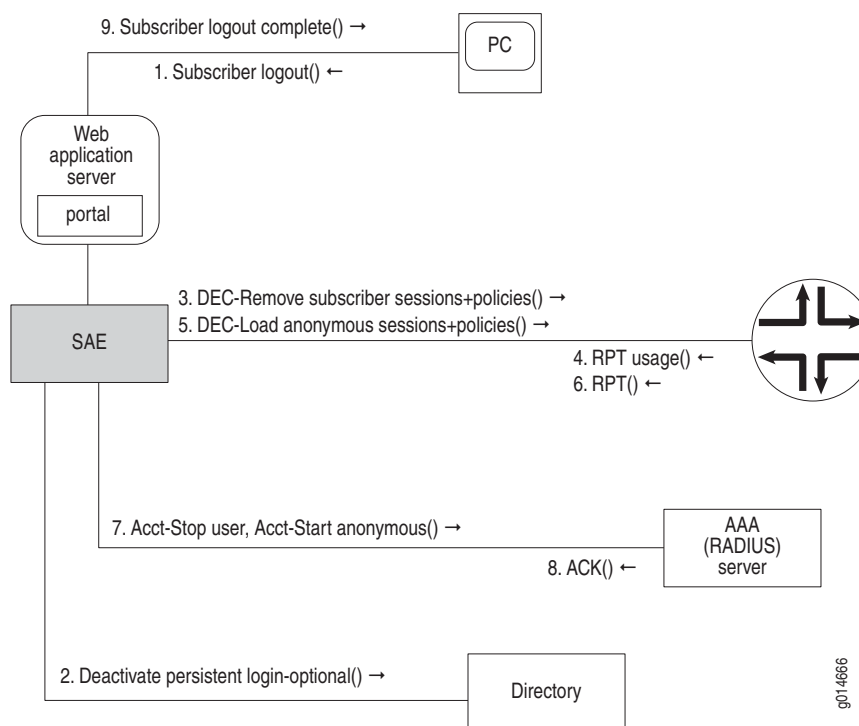 9. Subscriber logout complete() →
PC
1. Subscriber logout() ←
Web
application
server
portal
3. DEC-Remove subscriber sessions+policies() →
5. DEC-Load anonymous sessions+policies() →
SAE
4. RPT usage() ←
6. RPT() ←
7. Acct-Stop user, Acct-Start anonymous() →
AAA
(RADIUS)
server
8. ACK() ←
2. Deactivate persistent login-optional() →
Directory
g014666